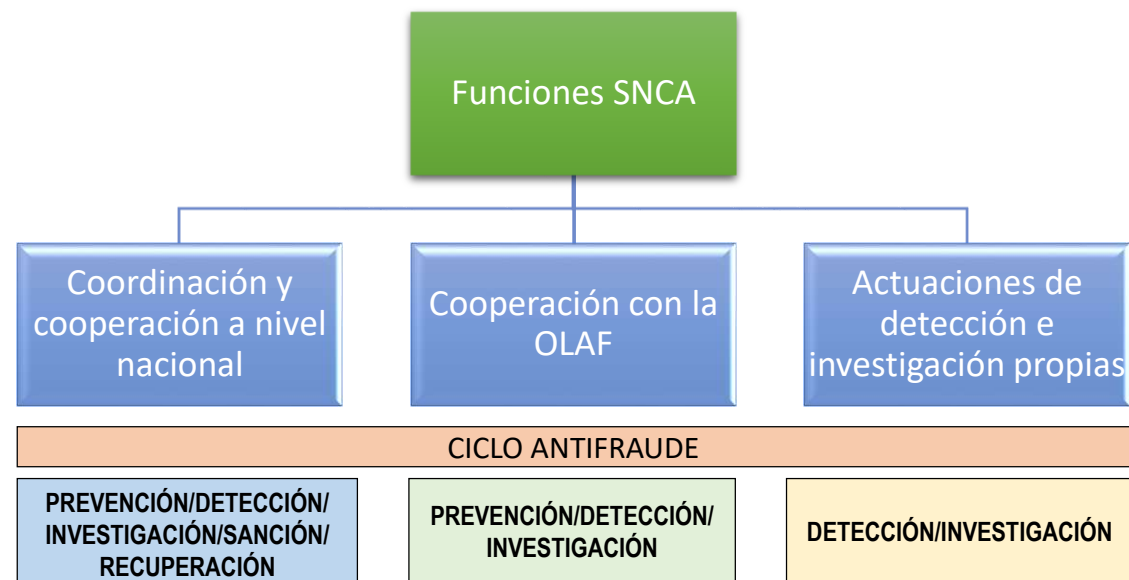 Funciones SNCA
Coordinación y
cooperación a nivel
nacional
Cooperación con la
OLAF
Actuaciones de
detección e
investigación propias
CICLO ANTIFRAUDE
PREVENCIÓN/DETECCIÓN/
INVESTIGACIÓN/SANCIÓN/
RECUPERACIÓN
PREVENCIÓN/DETECCIÓN/
INVESTIGACIÓN
DETECCIÓN/INVESTIGACIÓN